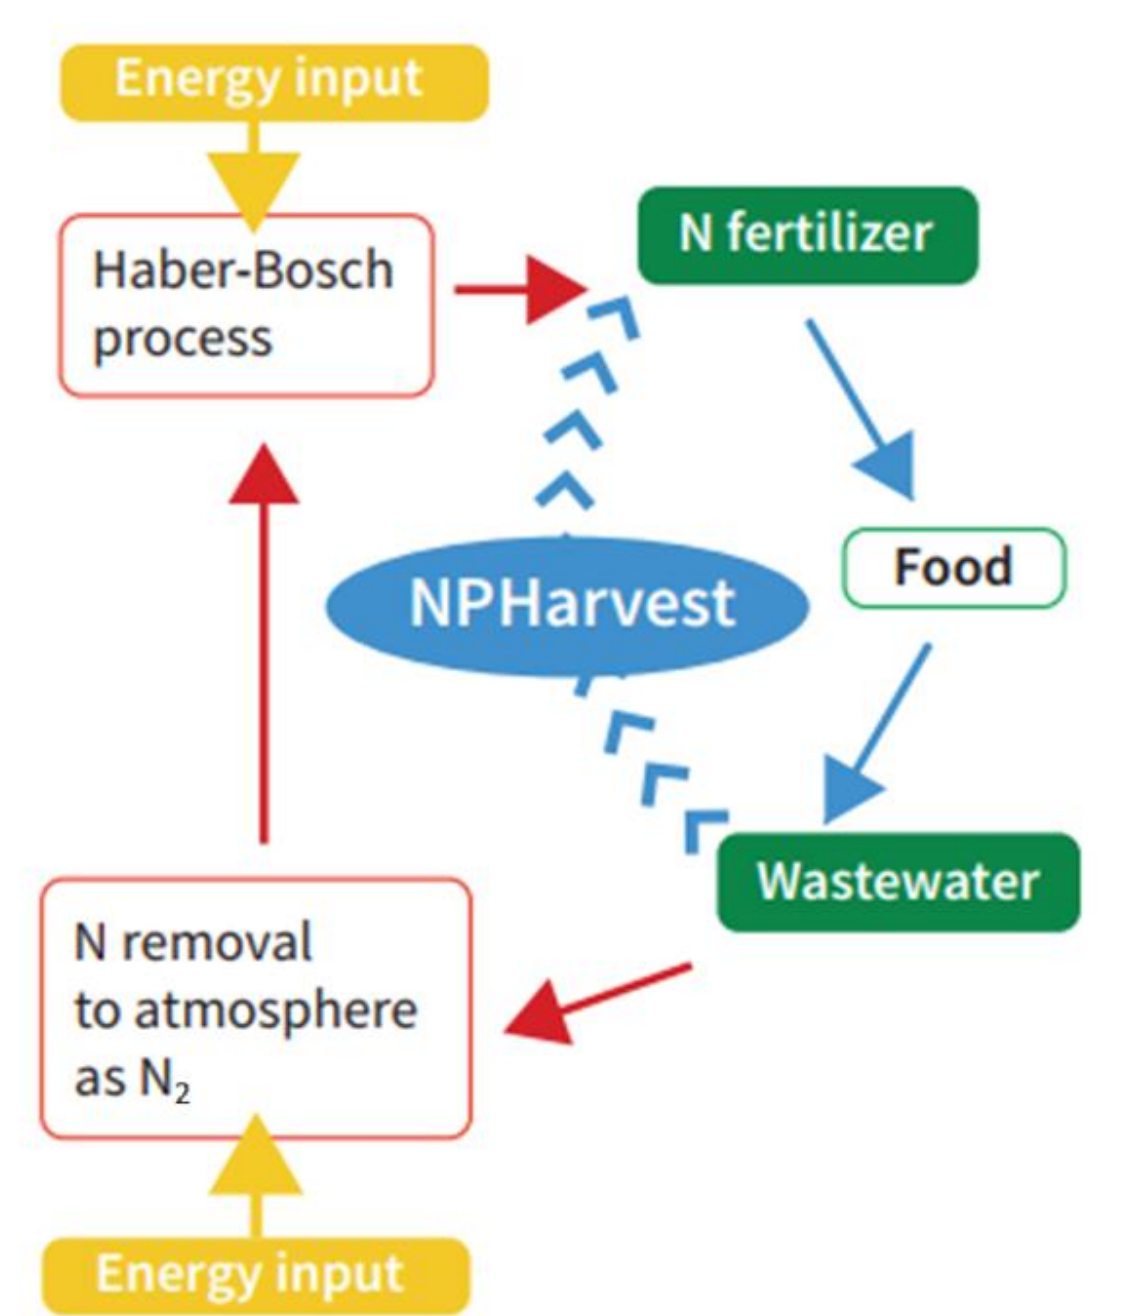 Energy input
Haber-Bosch
process
N fertilizer
Food
NPHarvest
Wastewater
N removal
to atmosphere
as N₂
Energy input